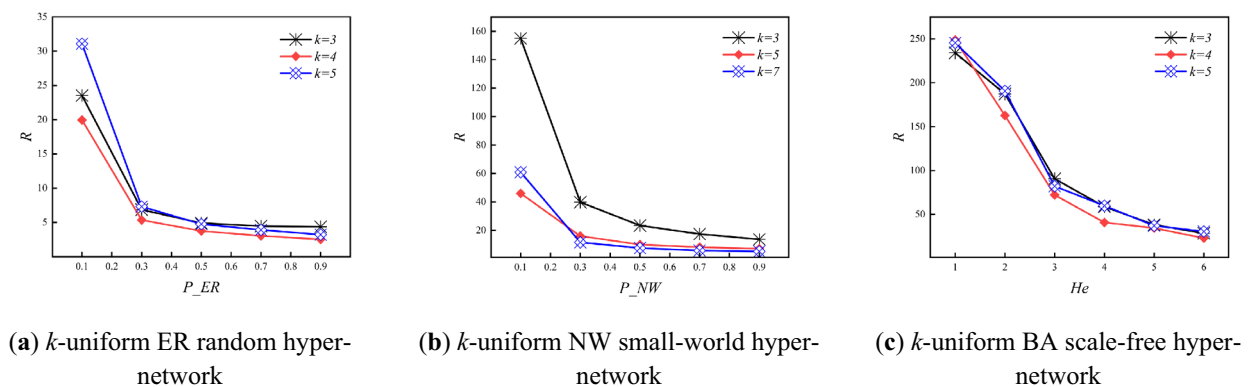 35
30
25
20
15
10
5
R
0.1 0.2 0.3 0.4 0.5 0.6 0.7 0.8 0.9
P_ER
k=3
k=4
k=5
(a) k-uniform ER random hyper-
network
160
140
120
100
80
60
40
20
R
0.1 0.2 0.3 0.4 0.5 0.6 0.7 0.8 0.9
P_NW
k=3
k=5
k=7
(b) k-uniform NW small-world hyper-
network
250
200
150
100
50
R
1 2 3 4 5 6
He
k=3
k=4
k=5
(c) k-uniform BA scale-free hyper-
network